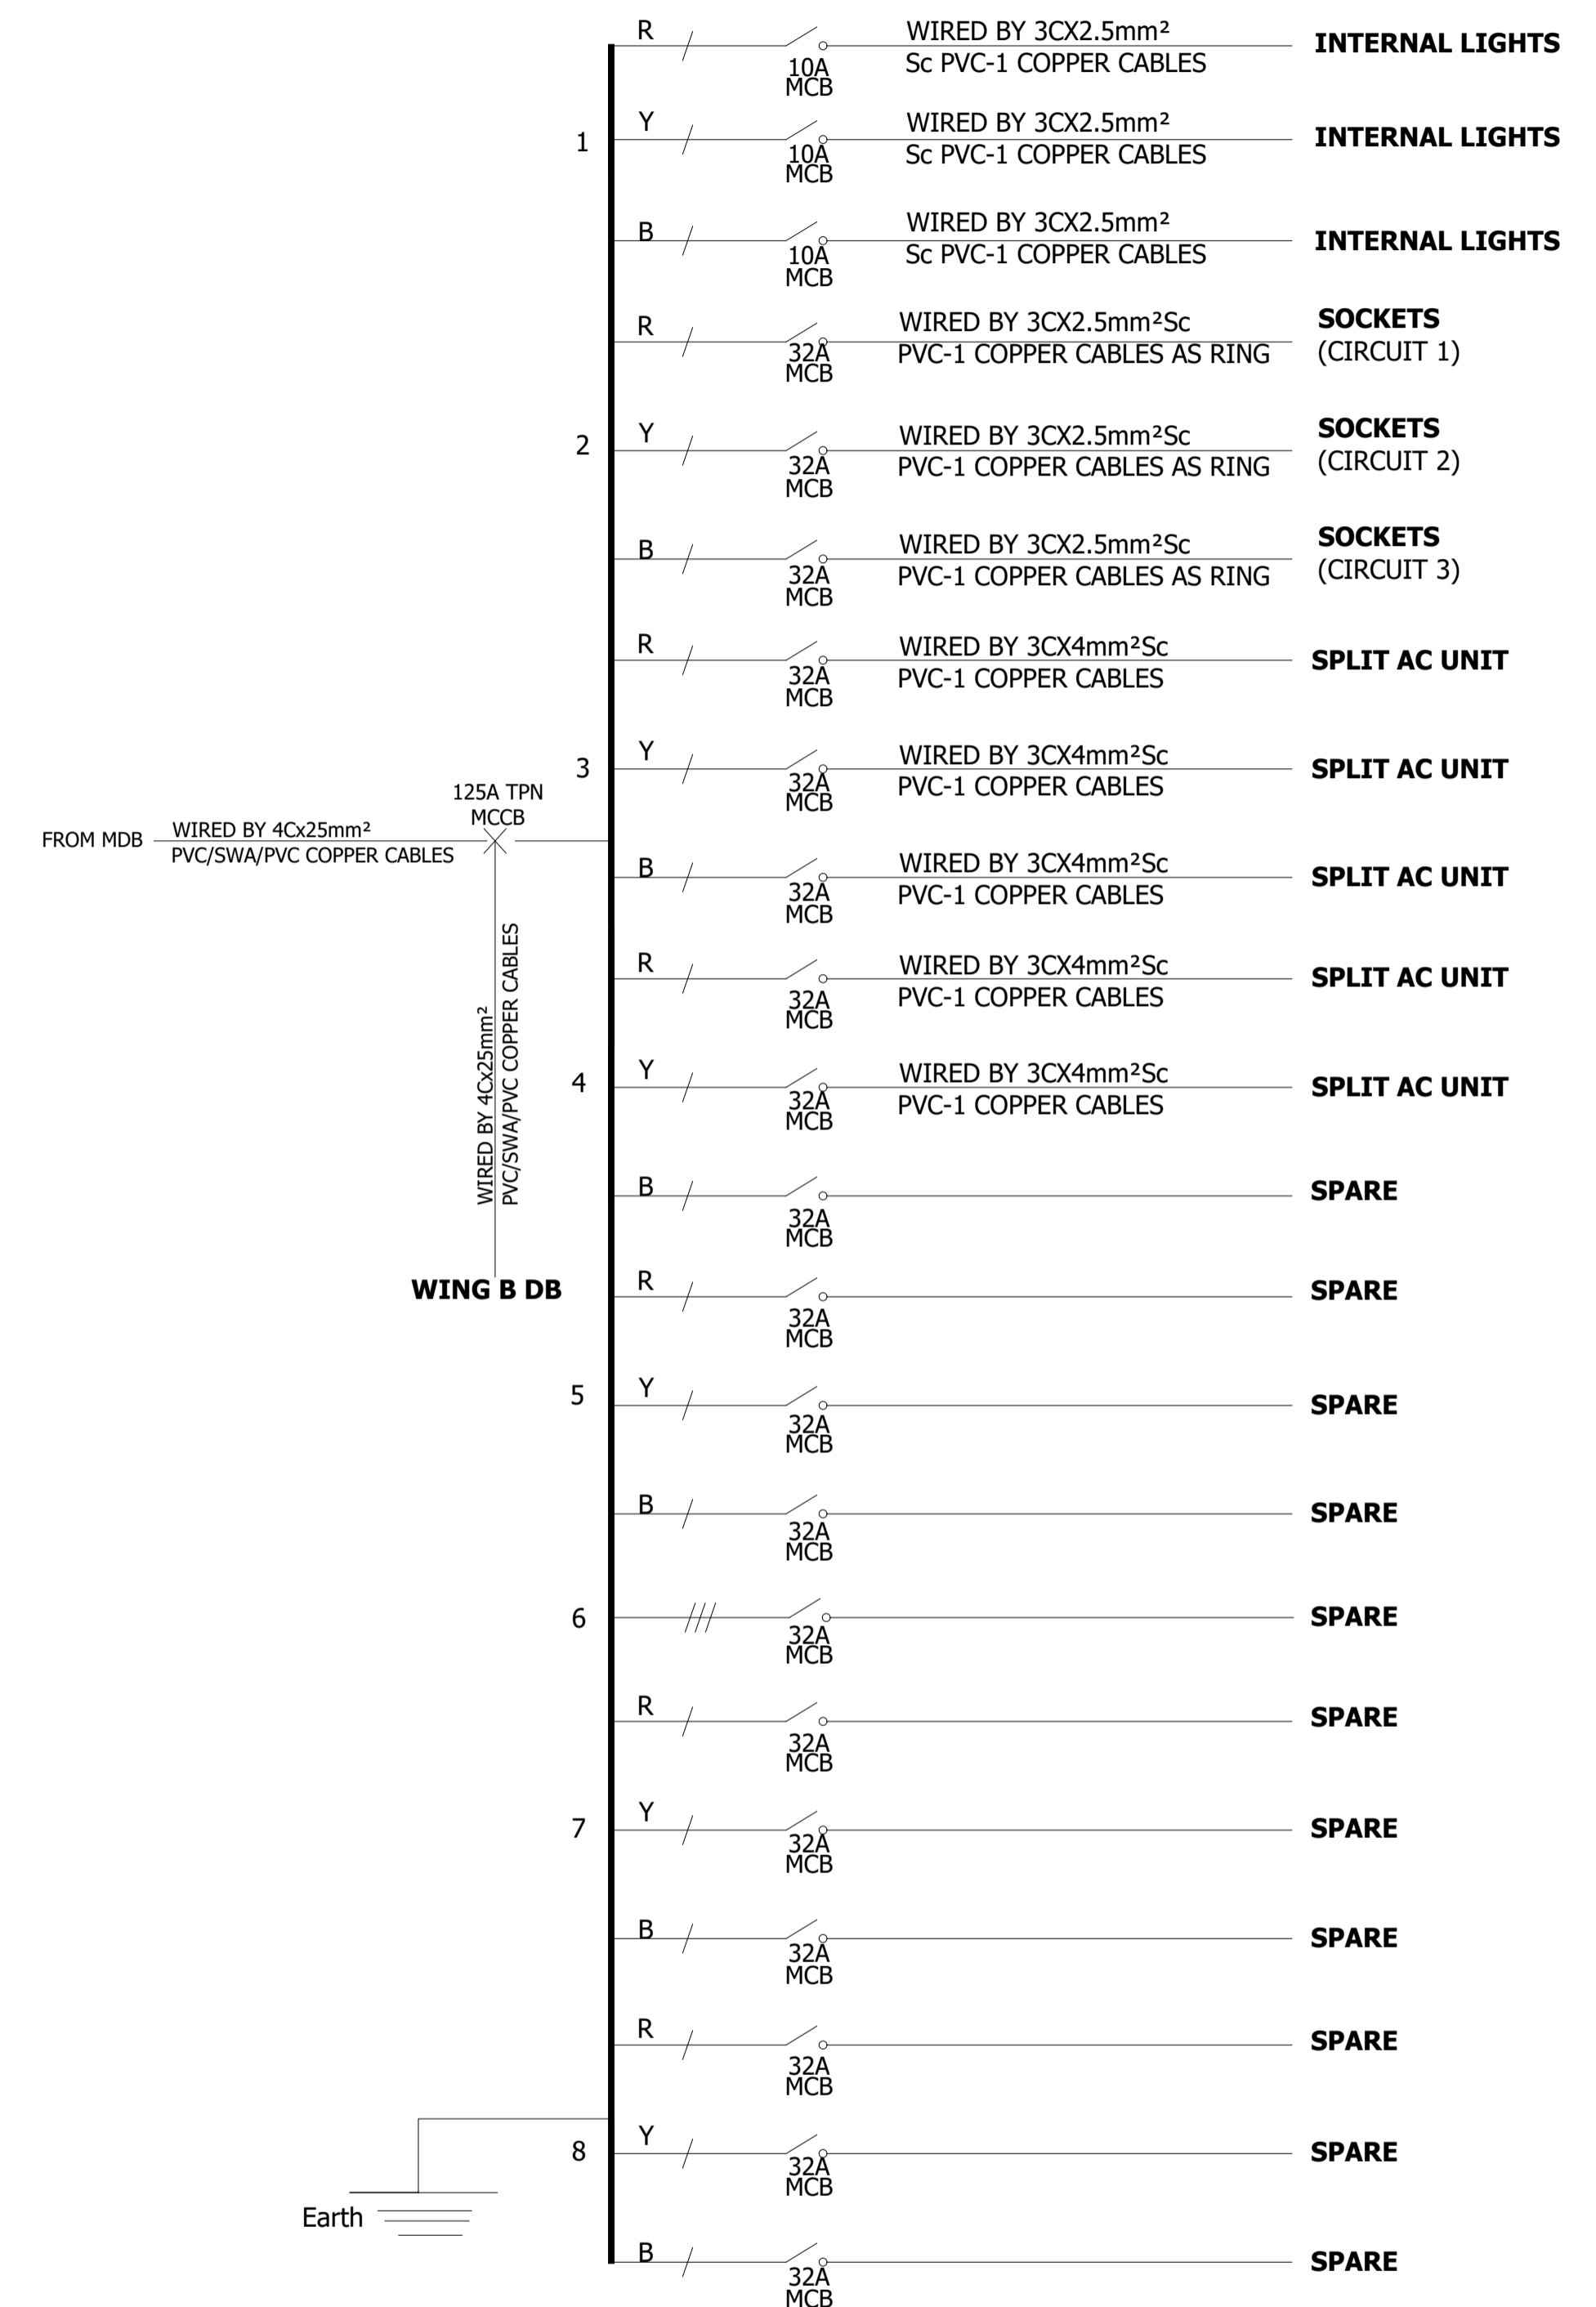 R
WIRED BY 3CX2.5mm²
INTERNAL LIGHTS
10A
MCB
Sc PVC-1 COPPER CABLES
1
Y
WIRED BY 3CX2.5mm²
INTERNAL LIGHTS
10A
MCB
Sc PVC-1 COPPER CABLES
B
WIRED BY 3CX2.5mm²
INTERNAL LIGHTS
10A
MCB
Sc PVC-1 COPPER CABLES
R
WIRED BY 3CX2.5mm²Sc
SOCKETS
32A
MCB
PVC-1 COPPER CABLES AS RING
(CIRCUIT 1)
2
Y
WIRED BY 3CX2.5mm²Sc
SOCKETS
32A
MCB
PVC-1 COPPER CABLES AS RING
(CIRCUIT 2)
B
WIRED BY 3CX2.5mm²Sc
SOCKETS
32A
MCB
PVC-1 COPPER CABLES AS RING
(CIRCUIT 3)
R
WIRED BY 3CX4mm²Sc
SPLIT AC UNIT
32A
MCB
PVC-1 COPPER CABLES
3
Y
WIRED BY 3CX4mm²Sc
SPLIT AC UNIT
32A
MCB
PVC-1 COPPER CABLES
125A TPN
MCCB
FROM MDB
WIRED BY 4Cx25mm²
PVC/SWA/PVC COPPER CABLES
B
WIRED BY 3CX4mm²Sc
SPLIT AC UNIT
32A
MCB
PVC-1 COPPER CABLES
WIRED BY 4Cx25mm²
PVC/SWA/PVC COPPER CABLES
WING B DB
R
WIRED BY 3CX4mm²Sc
SPLIT AC UNIT
32A
MCB
PVC-1 COPPER CABLES
4
Y
WIRED BY 3CX4mm²Sc
SPLIT AC UNIT
32A
MCB
PVC-1 COPPER CABLES
B
32A
MCB
SPARE
R
32A
MCB
SPARE
5
Y
32A
MCB
SPARE
B
32A
MCB
SPARE
6
32A
MCB
SPARE
R
32A
MCB
SPARE
7
Y
32A
MCB
SPARE
B
32A
MCB
SPARE
R
32A
MCB
SPARE
8
Y
32A
MCB
SPARE
Earth
B
32A
MCB
SPARE